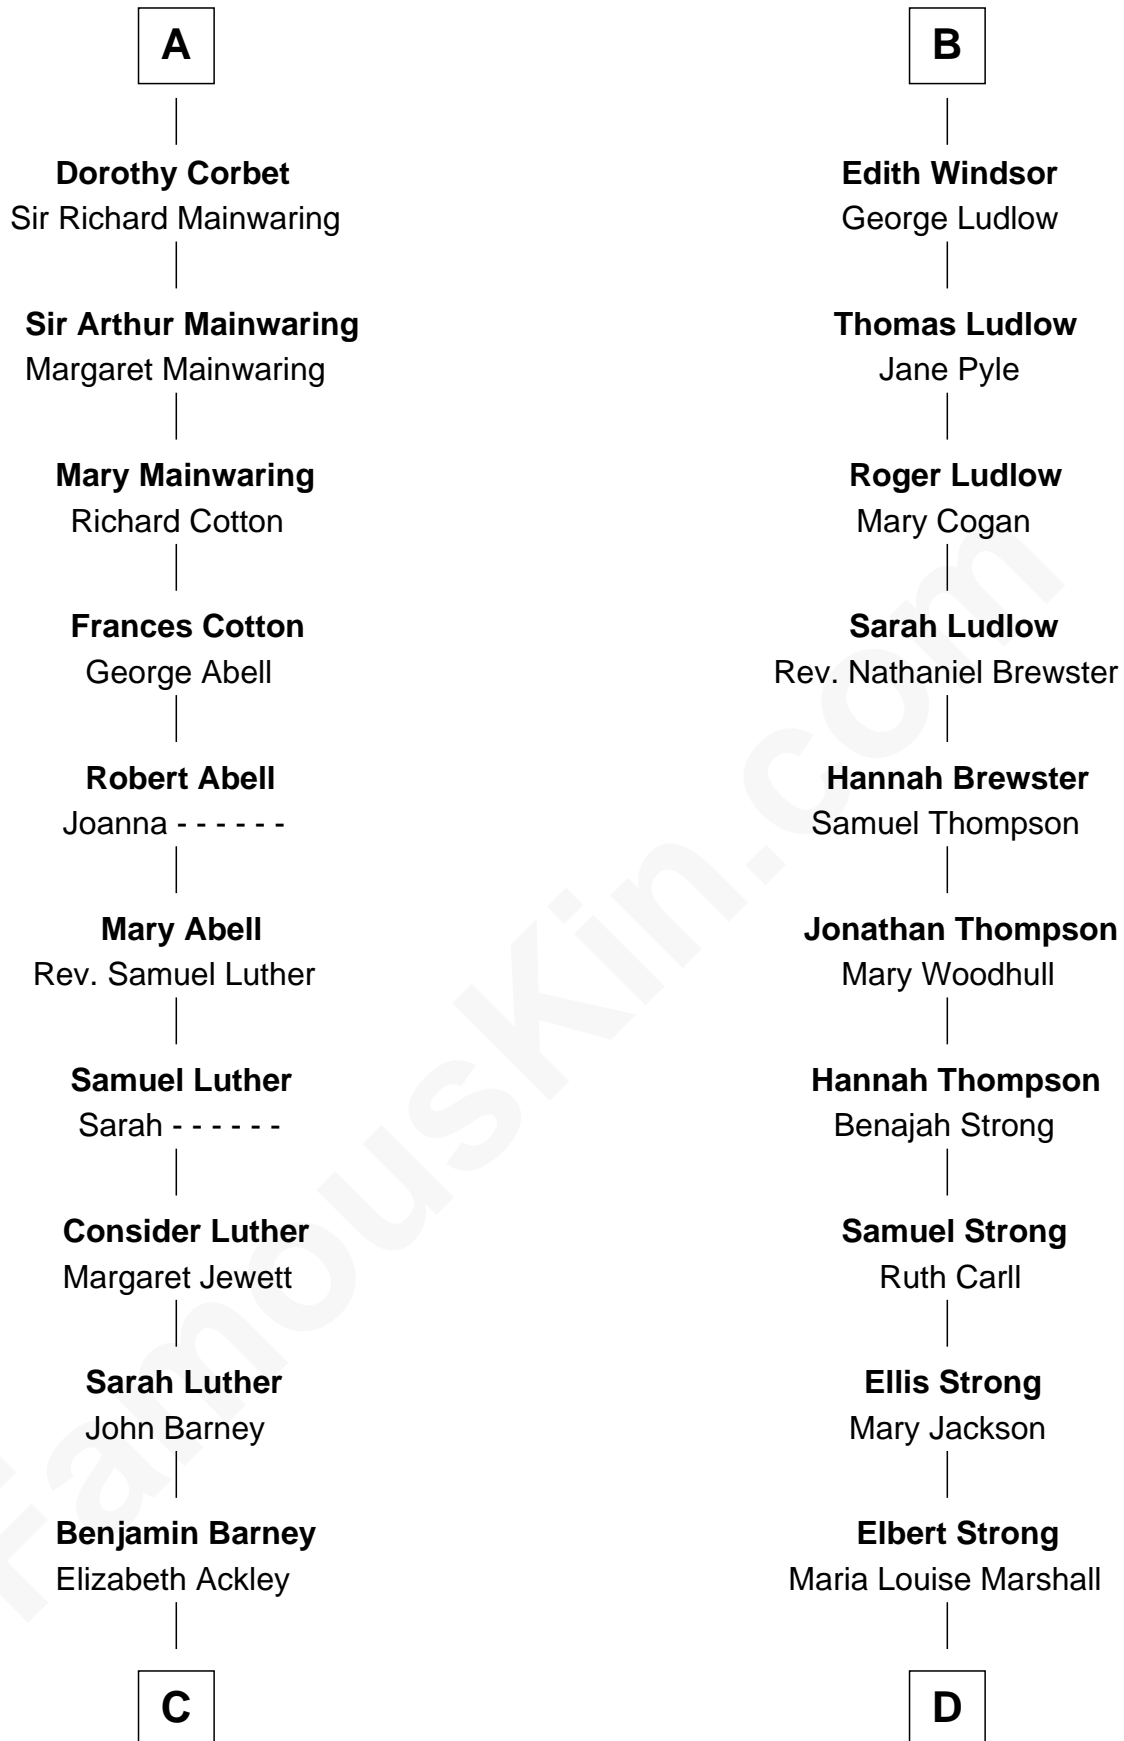 A
Dorothy Corbet
Sir Richard Mainwaring
Sir Arthur Mainwaring
Margaret Mainwaring
Mary Mainwaring
Richard Cotton
Frances Cotton
George Abell
Robert Abell
Joanna - - - - - -
Mary Abell
Rev. Samuel Luther
Samuel Luther
Sarah - - - - - -
Consider Luther
Margaret Jewett
Sarah Luther
John Barney
Benjamin Barney
Elizabeth Ackley
C
B
Edith Windsor
George Ludlow
Thomas Ludlow
Jane Pyle
Roger Ludlow
Mary Cogan
Sarah Ludlow
Rev. Nathaniel Brewster
Hannah Brewster
Samuel Thompson
Jonathan Thompson
Mary Woodhull
Hannah Thompson
Benajah Strong
Samuel Strong
Ruth Carll
Ellis Strong
Mary Jackson
Elbert Strong
Maria Louise Marshall
D
FamousKin.com